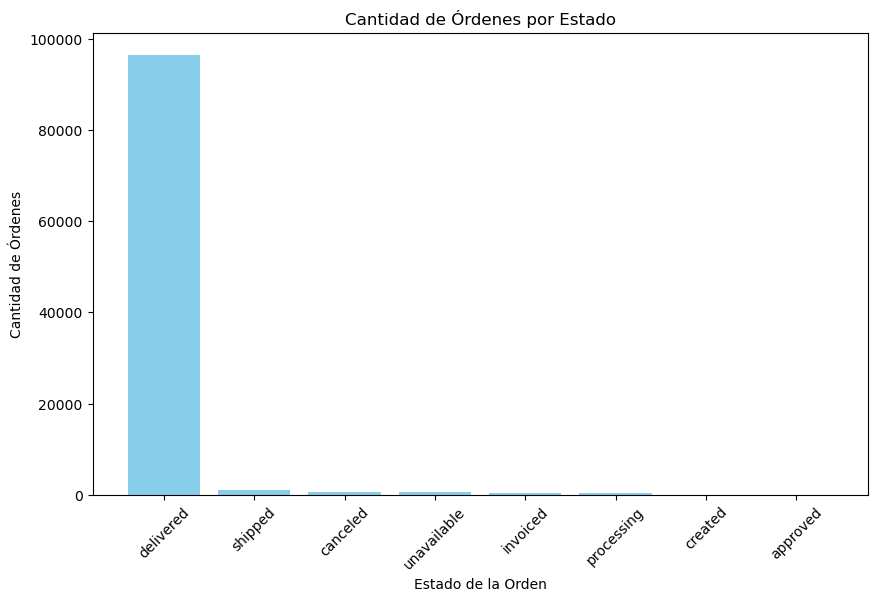 Cantidad de Órdenes por Estado
Cantidad de Órdenes
100000
80000
60000
40000
20000
0
delivered
shipped
canceled
unavailable
invoiced
processing
created
approved
Estado de la Orden